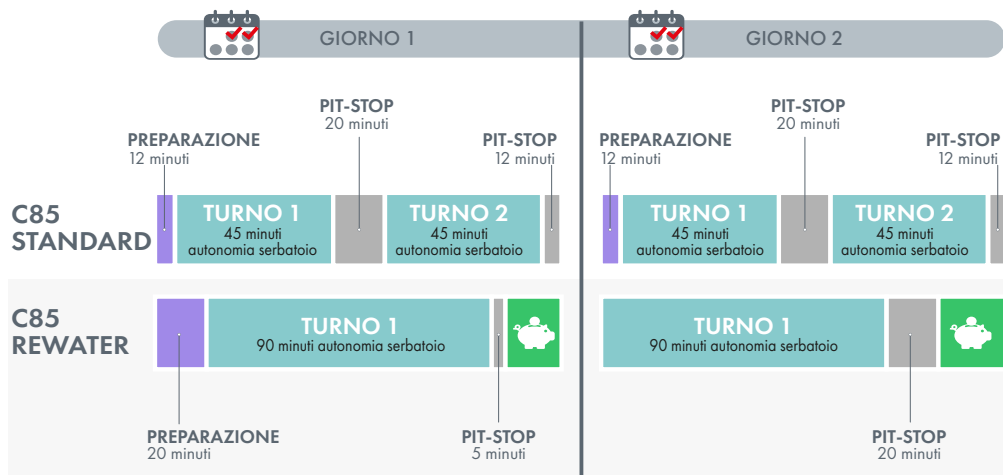 GIORNO 1
GIORNO 2
PIT-STOP
20 minuti
PREPARAZIONE
12 minuti
PIT-STOP
12 minuti
PIT-STOP
20 minuti
PREPARAZIONE
12 minuti
PIT-STOP
12 minuti
C85
STANDARD
TURNO 1
45 minuti
autonomia serbatoio
TURNO 2
45 minuti
autonomia serbatoio
TURNO 1
45 minuti
autonomia serbatoio
TURNO 2
45 minuti
autonomia serbatoio
C85
REWATER
TURNO 1
90 minuti autonomia serbatoio
TURNO 1
90 minuti autonomia serbatoio
PREPARAZIONE
20 minuti
PIT-STOP
5 minuti
PIT-STOP
20 minuti